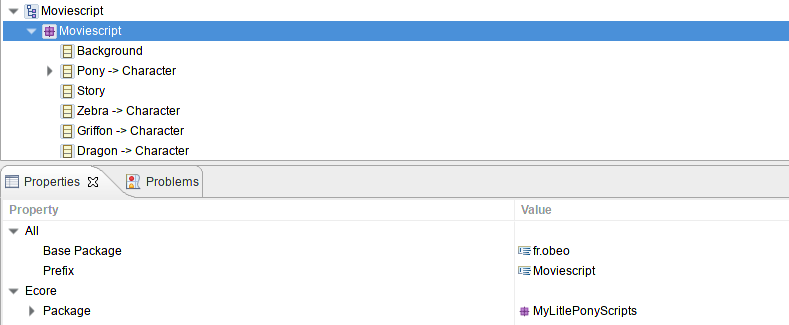 Moviescript
Moviescript
Background
Pony -> Character
Story
Zebra -> Character
Griffon -> Character
Dragon -> Character
Properties Problems
Property Value
All
Base Package fr.obeo
Prefix Moviescript
Ecore
Package MyLitlePonyScripts